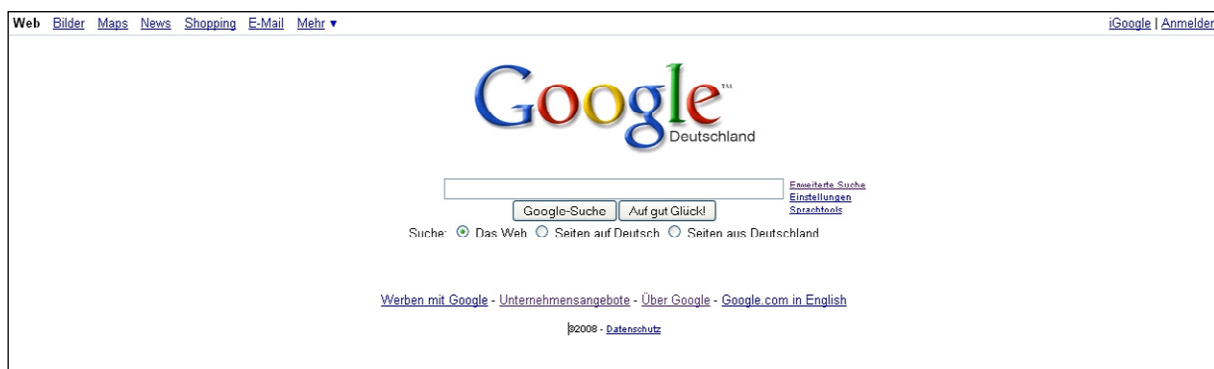 Web Bilder Maps News Shopping E-Mail Mehr ▼ iGoogle | Anmelden
Google™
Deutschland
Erweiterte Suche
Einstellungen
Google-Suche Auf gut Glück! Sprachtools
Suche: Das Web Seiten auf Deutsch Seiten aus Deutschland
Werben mit Google - Unternehmensangebote - Über Google - Google.com in English
©2008 - Datenschutz